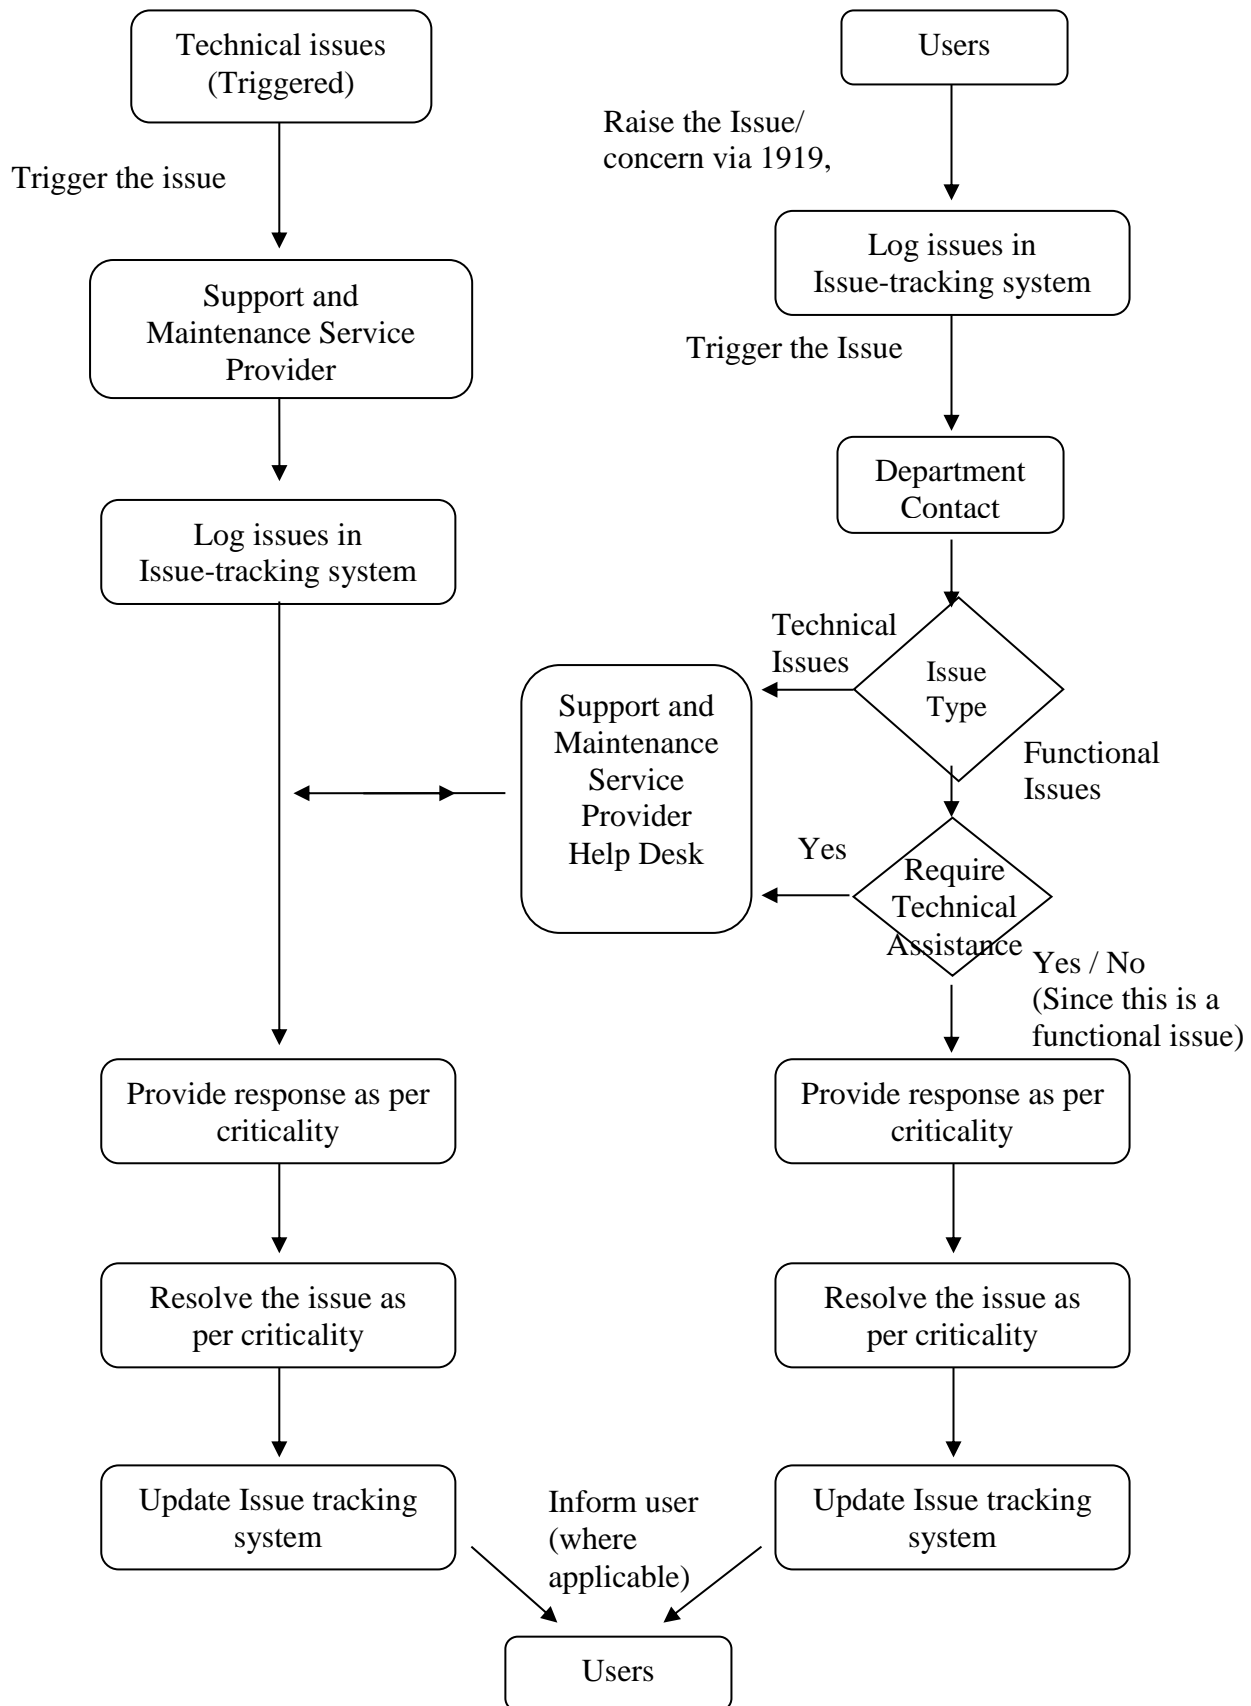 Technical issues
(Triggered)
Users
Raise the Issue/
concern via 1919,
Trigger the issue
Log issues in
Issue-tracking system
Support and
Maintenance Service
Provider
Trigger the Issue
Department
Contact
Log issues in
Issue-tracking system
Technical
Issues
Issue
Type
Support and
Maintenance
Service
Provider
Help Desk
Functional
Issues
Yes
Require
Technical
Assistance
Yes / No
(Since this is a
functional issue)
Provide response as per
criticality
Provide response as per
criticality
Resolve the issue as
per criticality
Resolve the issue as
per criticality
Update Issue tracking
system
Inform user
(where
applicable)
Update Issue tracking
system
Users